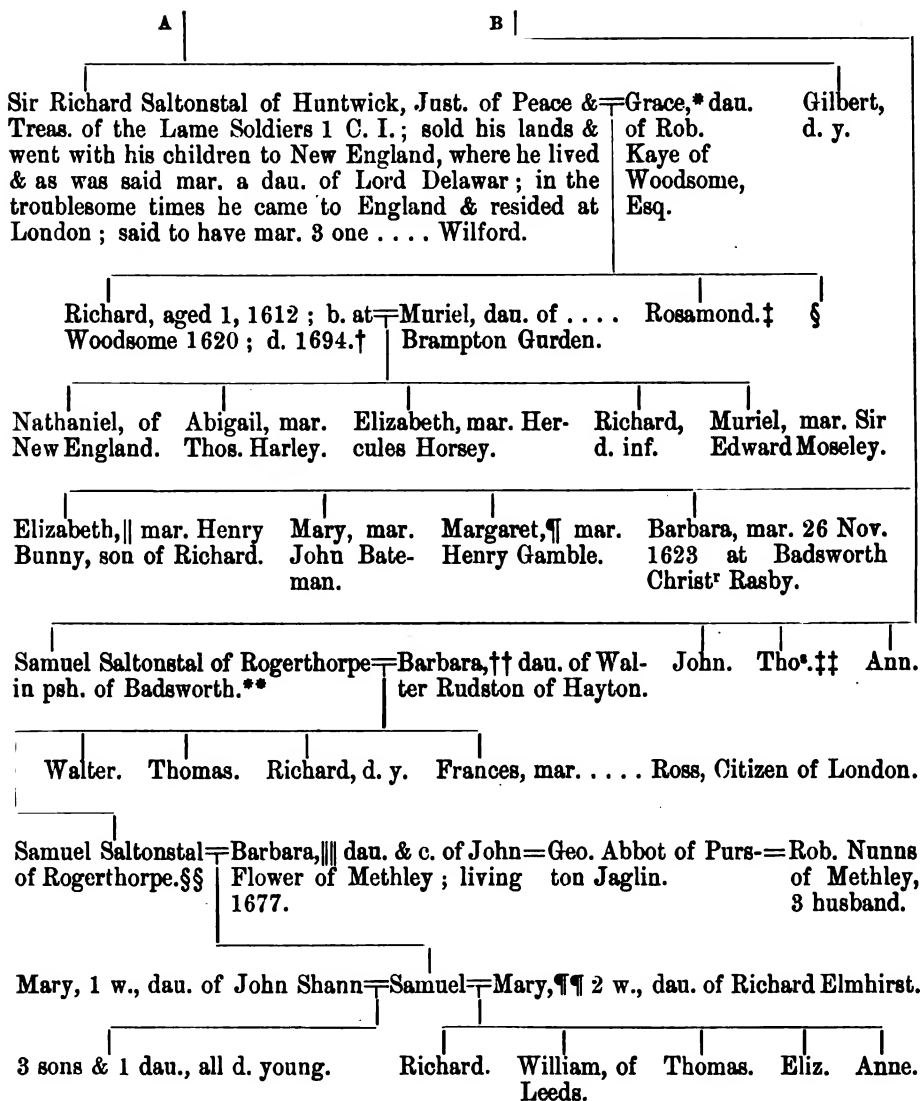 A B
Sir Richard Saltonstal of Huntwick, Just. of Peace & Grace,* dau. Gilbert,
Treas. of the Lame Soldiers 1 C. I.; sold his lands & of Rob. d. y.
went with his children to New England, where he lived Kaye of
& as was said mar. a dau. of Lord Delawar; in the Woodsome,
troublesome times he came to England & resided at Esq.
London; said to have mar. 3 one .... Wilford.
Richard, aged 1, 1612; b. at Muriel, dau. of .... Rosamond.‡ §
Woodsome 1620; d. 1694.† Brampton Gurden.
Nathaniel, of Abigail, mar. Elizabeth, mar. Her- Richard, Muriel, mar. Sir
New England. Thos. Harley. cules Horsey. d. inf. Edward Moseley.
Elizabeth,|| mar. Henry Mary, mar. Margaret,¶ mar. Barbara, mar. 26 Nov.
Bunny, son of Richard. John Bate- Henry Gamble. 1623 at Badsworth
man. Christʳ Rasby.
Samuel Saltonstal of Rogerthorpe Barbara,†† dau. of Wal- John. Thoˢ.‡‡ Ann.
in psh. of Badsworth.** ter Rudston of Hayton.
Walter. Thomas. Richard, d. y. Frances, mar. .... Ross, Citizen of London.
Samuel Saltonstal Barbara,|||| dau. & c. of John = Geo. Abbot of Purs- = Rob. Nunns
of Rogerthorpe.§§ Flower of Methley; living ton Jaglin. of Methley,
1677. 3 husband.
Mary, 1 w., dau. of John Shann Samuel Mary,¶¶ 2 w., dau. of Richard Elmhirst.
3 sons & 1 dau., all d. young. Richard. William, of Thomas. Eliz. Anne.
Leeds.